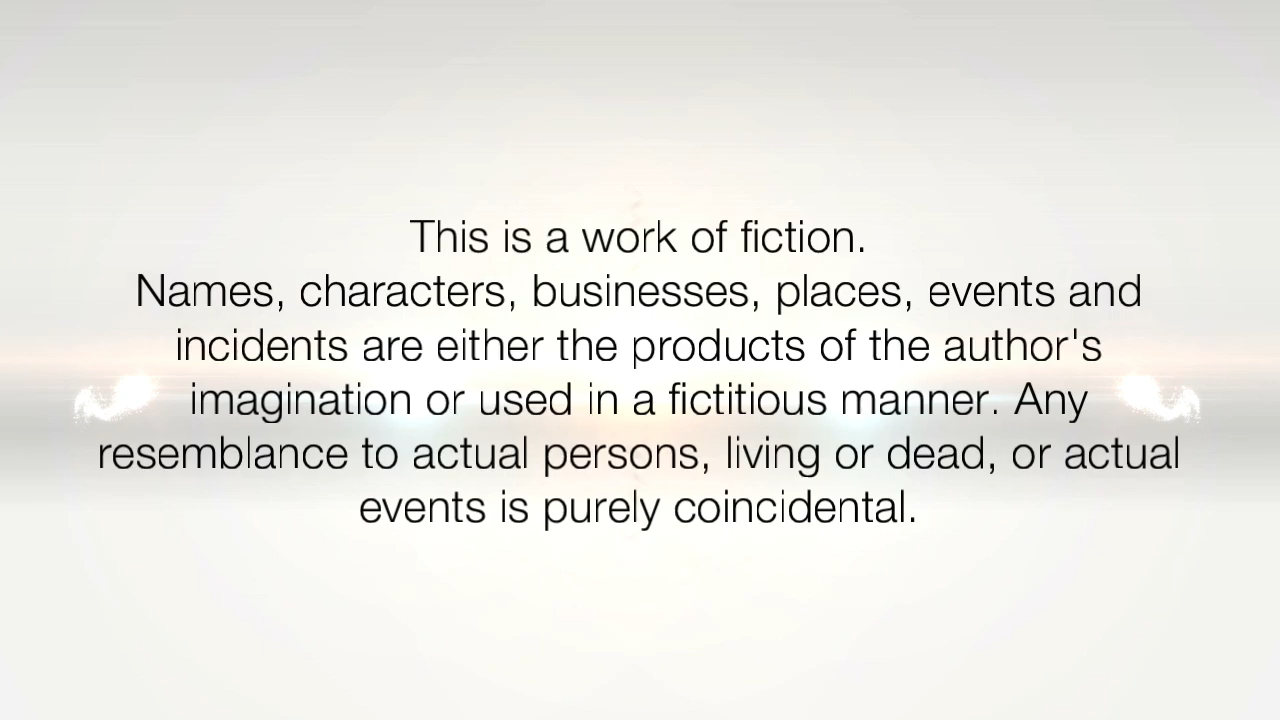 This is a work of fiction.
Names, characters, businesses, places, events and
incidents are either the products of the author's
imagination or used in a fictitious manner. Any
resemblance to actual persons, living or dead, or actual
events is purely coincidental.